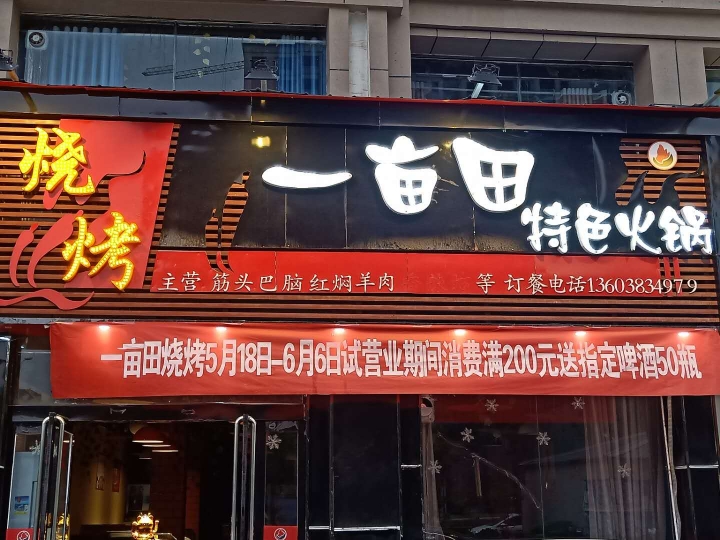 烧烤
一亩田
特色火锅
主营 筋头巴脑 红焖羊肉 等 订餐电话13603834979
一亩田烧烤5月18日-6月6日试营业期间消费满200元送指定啤酒50瓶